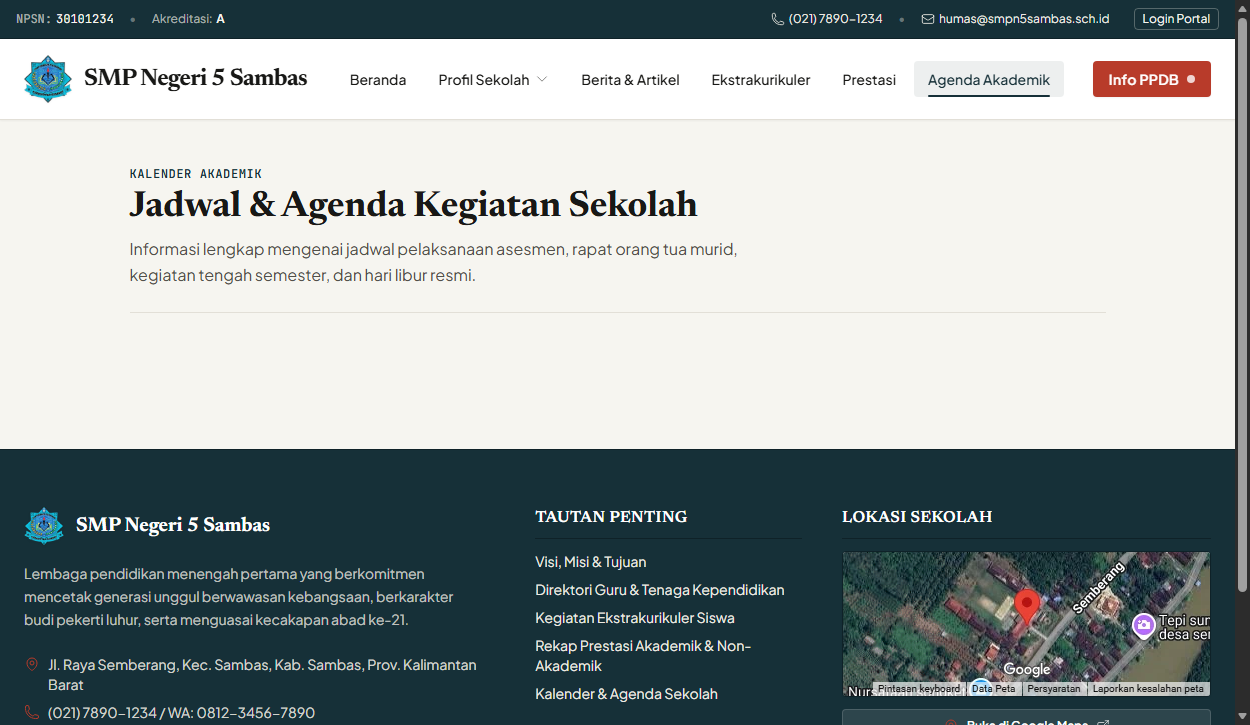 NPSN: 30101234 • Akreditasi: A (021) 7890-1234 • humas@smpn5sambas.sch.id Login Portal
SMP Negeri 5 Sambas Beranda Profil Sekolah Berita & Artikel Ekstrakurikuler Prestasi Agenda Akademik Info PPDB
KALENDER AKADEMIK
Jadwal & Agenda Kegiatan Sekolah
Informasi lengkap mengenai jadwal pelaksanaan asesmen, rapat orang tua murid,
kegiatan tengah semester, dan hari libur resmi.
SMP Negeri 5 Sambas
Lembaga pendidikan menengah pertama yang berkomitmen
mencetak generasi unggul berwawasan kebangsaan, berkarakter
budi pekerti luhur, serta menguasai kecakapan abad ke-21.
Jl. Raya Semberang, Kec. Sambas, Kab. Sambas, Prov. Kalimantan
Barat
(021) 7890-1234 / WA: 0812-3456-7890
TAUTAN PENTING
Visi, Misi & Tujuan
Direktori Guru & Tenaga Kependidikan
Kegiatan Ekstrakurikuler Siswa
Rekap Prestasi Akademik & Non-
Akademik
Kalender & Agenda Sekolah
LOKASI SEKOLAH
Semberang
Tepi sun
desa se
Google
Pintasan keyboard Data Peta Persyaratan Laporkan kesalahan peta
Buka di Google Maps